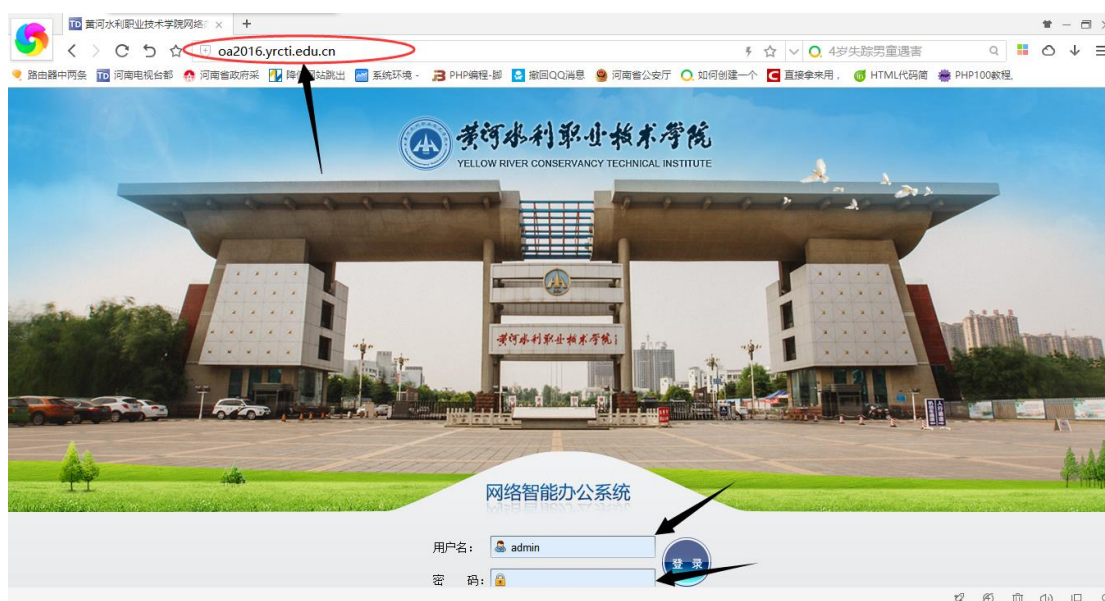 黄河水利职业技术学院网络
oa2016.yrcti.edu.cn
4岁失踪男童遇害
路由器中两条 河南电视台都 河南省政府采 降 网站跳出 系统环境 - PHP编程-脚 撤回QQ消息 河南省公安厅 如何创建一个 直接拿来用， HTML代码简 PHP100教程,
黄河水利职业技术学院
YELLOW RIVER CONSERVANCY TECHNICAL INSTITUTE
黄河水利职业技术学院
网络智能办公系统
用户名： admin
登 录
密 码：